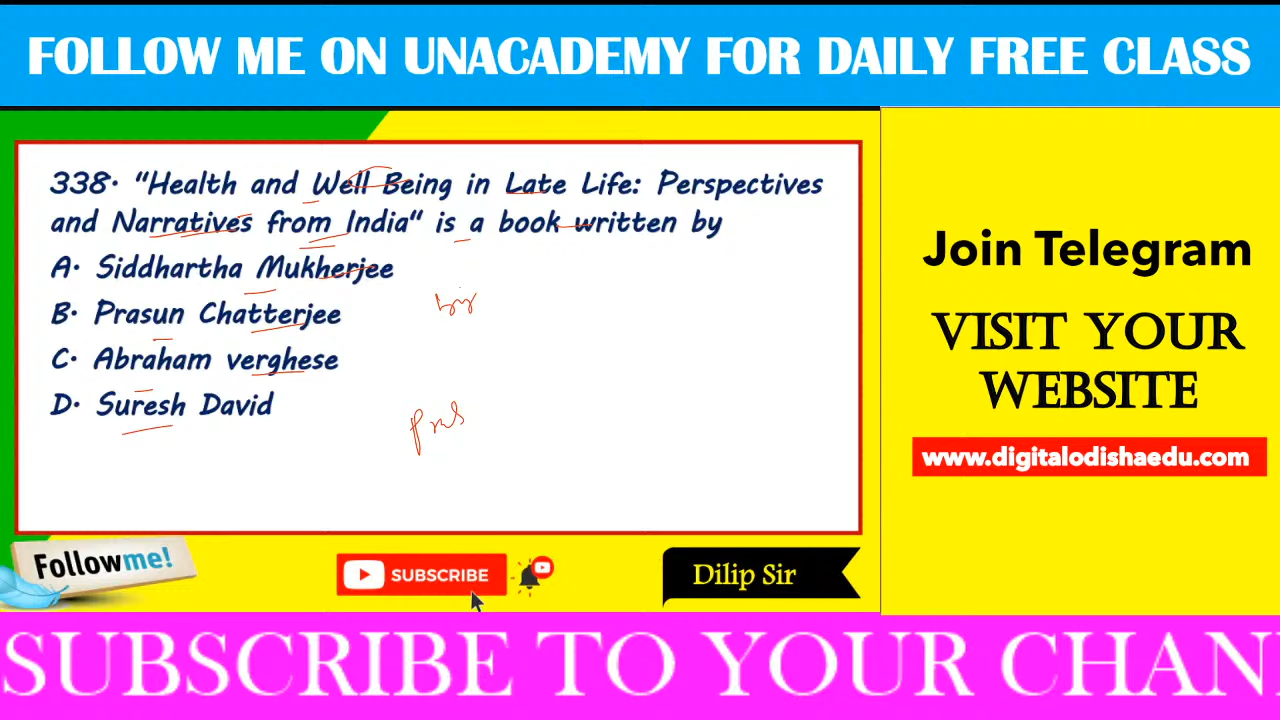 FOLLOW ME ON UNACADEMY FOR DAILY FREE CLASS
338. "Health and Well Being in Late Life: Perspectives
and Narratives from India" is a book written by
A. Siddhartha Mukherjee
B. Prasun Chatterjee
C. Abraham verghese
D. Suresh David
Join Telegram
VISIT YOUR
WEBSITE
www.digitalodishaedu.com
Followme!
SUBSCRIBE
Dilip Sir
SUBSCRIBE TO YOUR CHAN